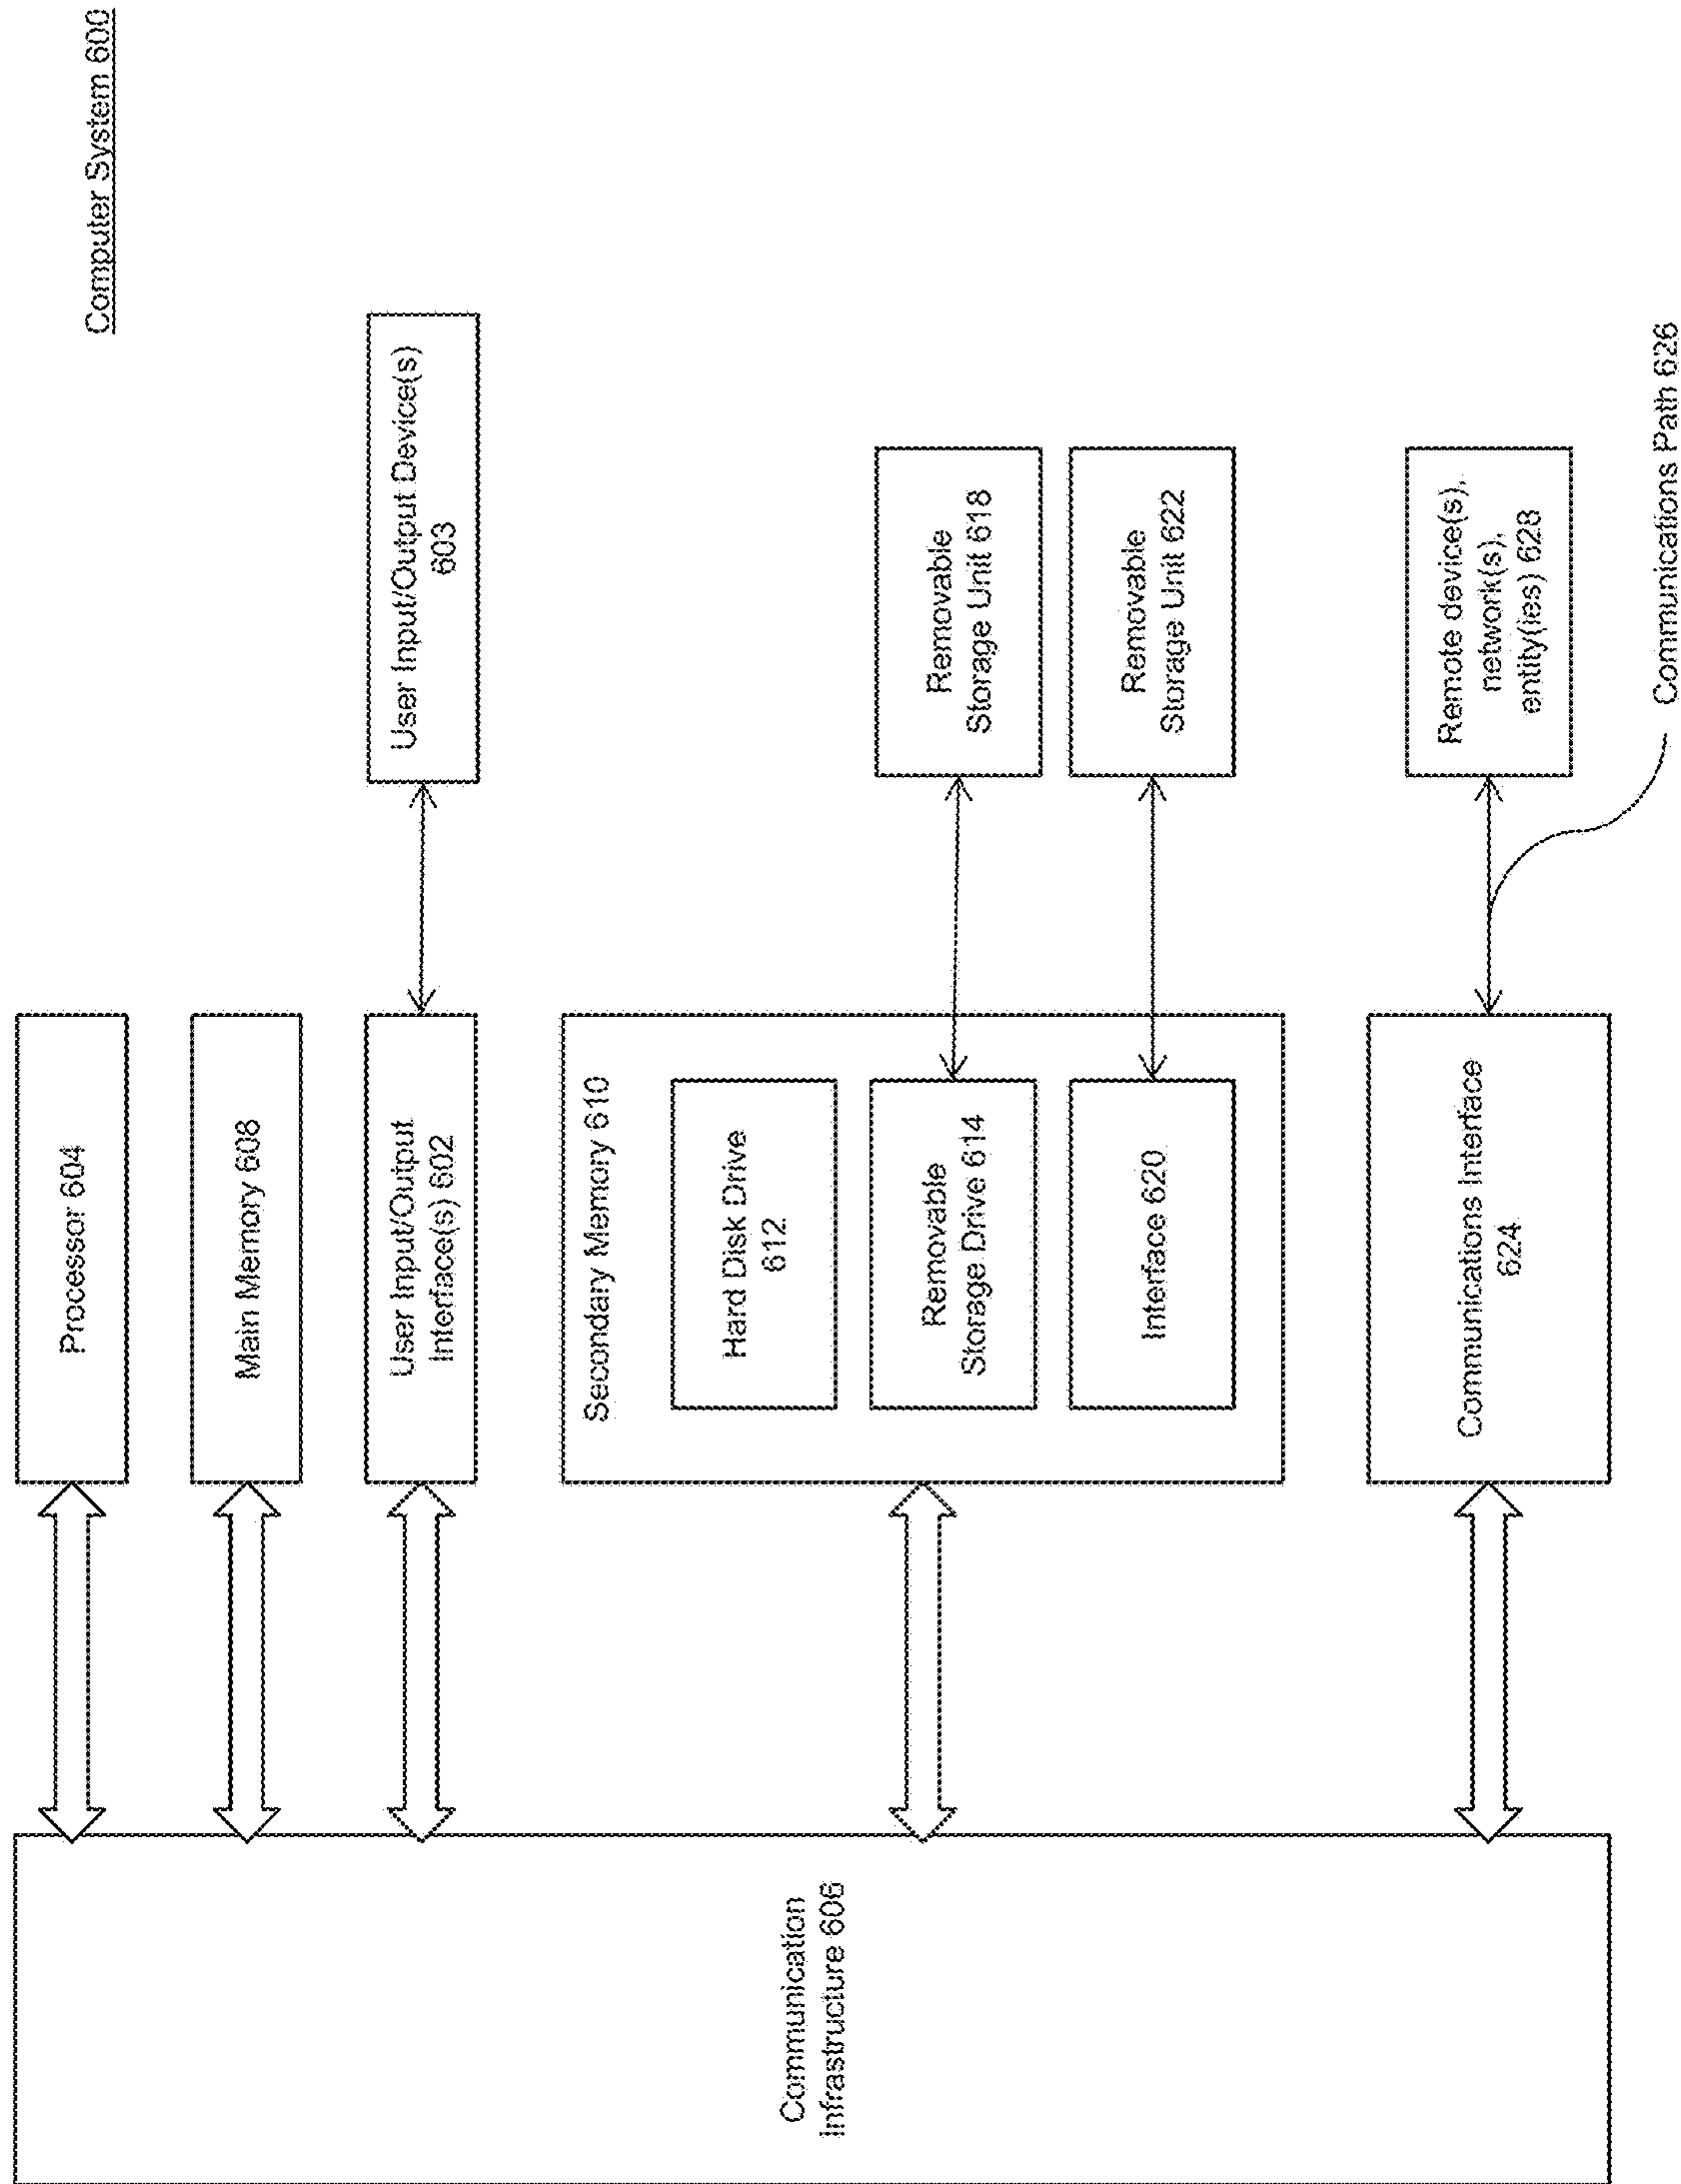 Computer System 600
Processor 604
Main Memory 608
User Input/Output
Interface(s) 602
User Input/Output Device(s)
603
Secondary Memory 610
Hard Disk Drive
612
Removable
Storage Drive 614
Removable
Storage Unit 618
Interface 620
Removable
Storage Unit 622
Communications Interface
624
Remote device(s),
network(s),
entity(ies) 628
Communications Path 626
Communication
Infrastructure 606